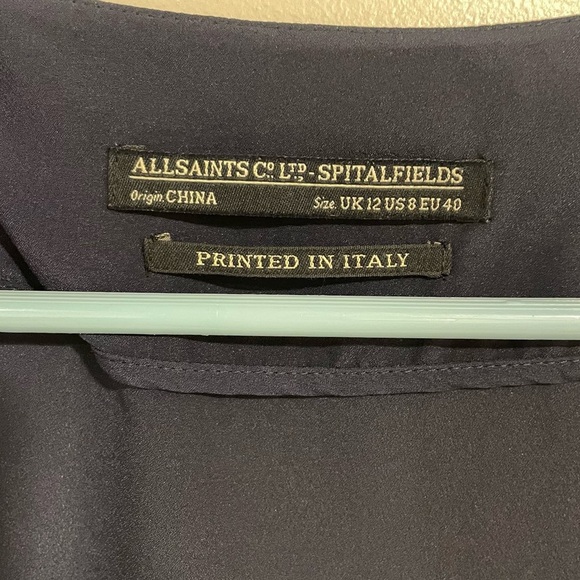 ALLSAINTS Co LTD - SPITALFIELDS
Origin. CHINA Size. UK 12 US 8 EU 40
PRINTED IN ITALY